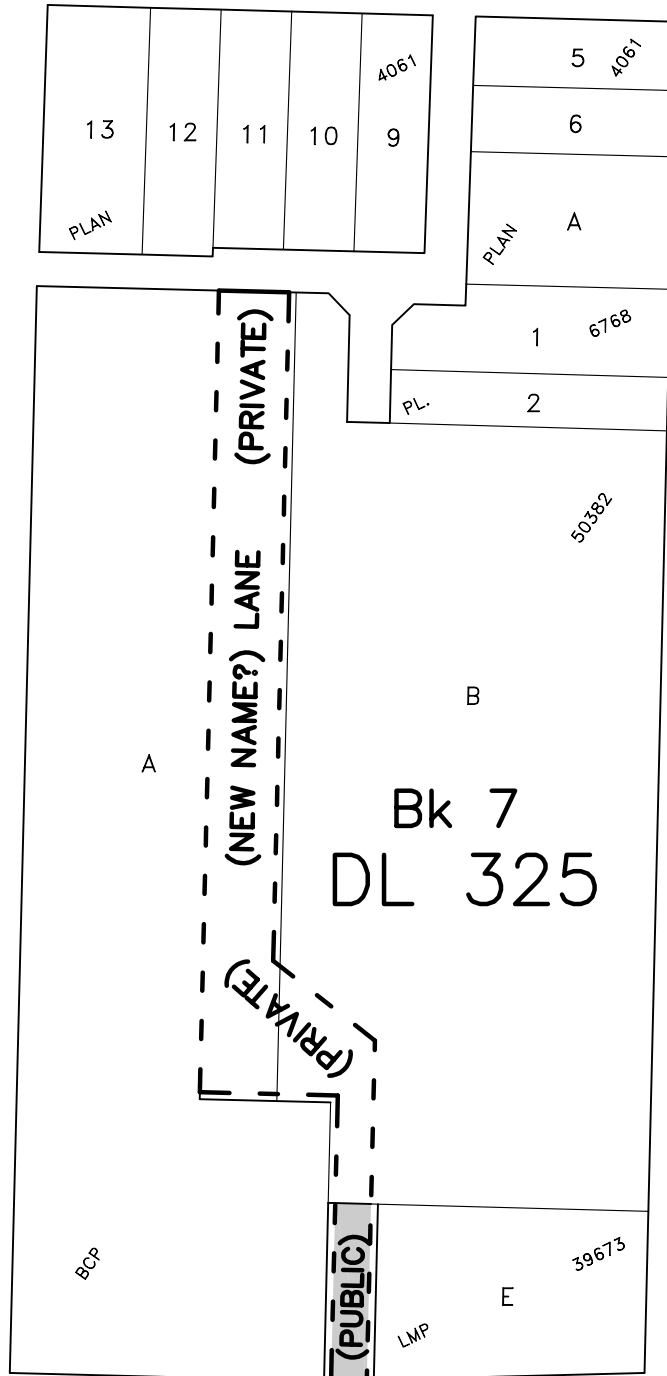 4061
5
4061
13
12
11
10
9
6
PLAN
A
PLAN
1
6768
(PRIVATE)
PL.
2
50382
(NEW NAME?) LANE
B
A
Bk 7
DL 325
(PRIVATE)
BCP
39673
(PUBLIC)
E
LMP